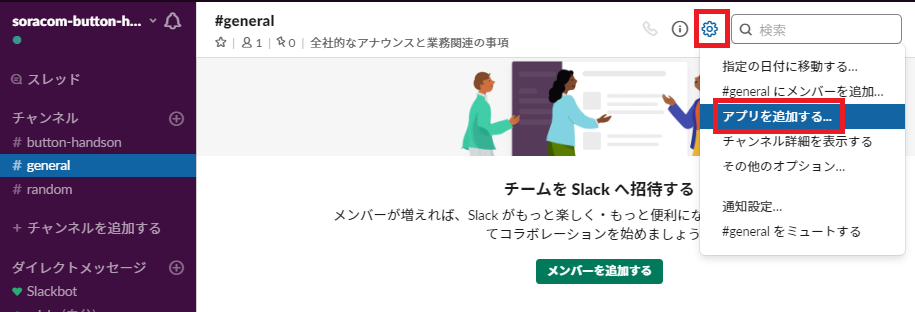 soracom-button-h...
スレッド
チャンネル
# button-handson
# general
# random
+ チャンネルを追加する
ダイレクトメッセージ
Slackbot
#general
1 | 0 | 全社的なアナウンスと業務関連の事項
検索
指定の日付に移動する...
#general にメンバーを追加...
アプリを追加する...
チャンネル詳細を表示する
その他のオプション...
通知設定...
#general をミュートする
チームを Slack へ招待する
メンバーが増えれば、Slack がもっと楽しく・もっと便利にな
てコラボレーションを始めましょう
メンバーを追加する